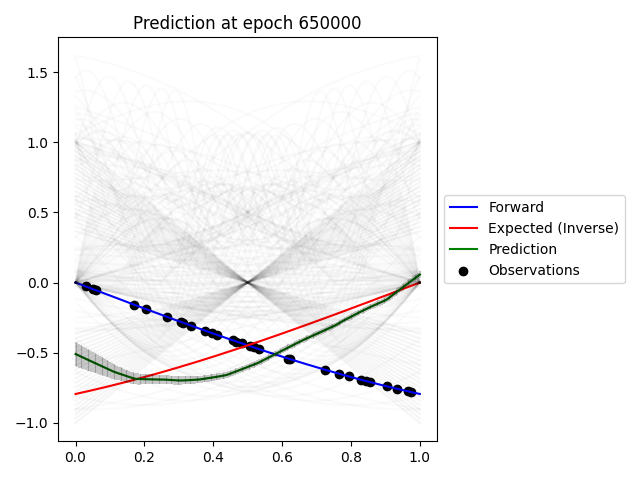 Prediction at epoch 650000
1.5
1.0
0.5
0.0
−0.5
−1.0
0.0
0.2
0.4
0.6
0.8
1.0
Forward
Expected (Inverse)
Prediction
Observations